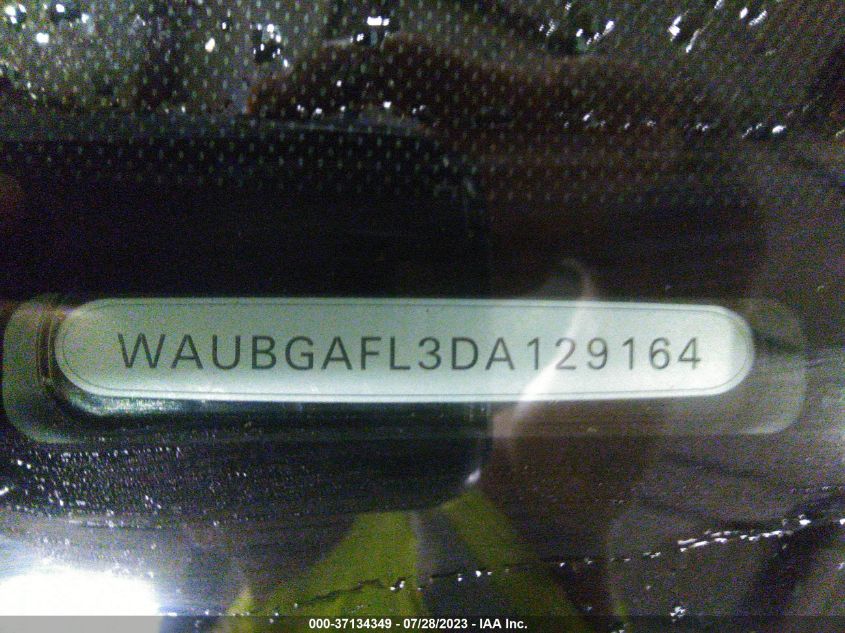 WAUBGAFL3DA129164
000-37134349 / 07/28/2023 - IAA Inc.